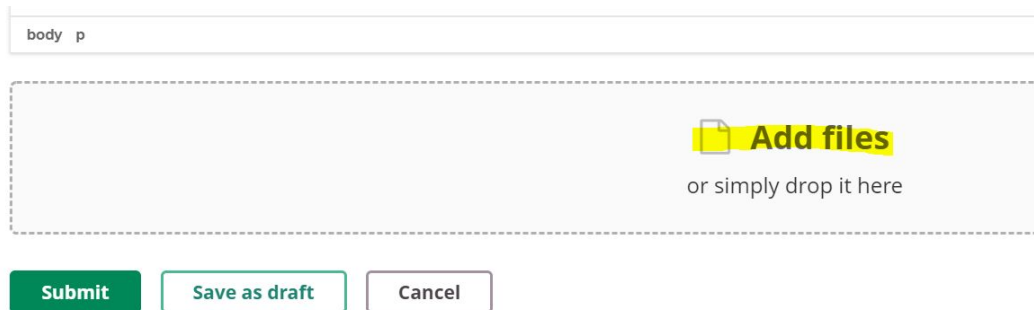 body p
Add files
or simply drop it here
Submit Save as draft Cancel